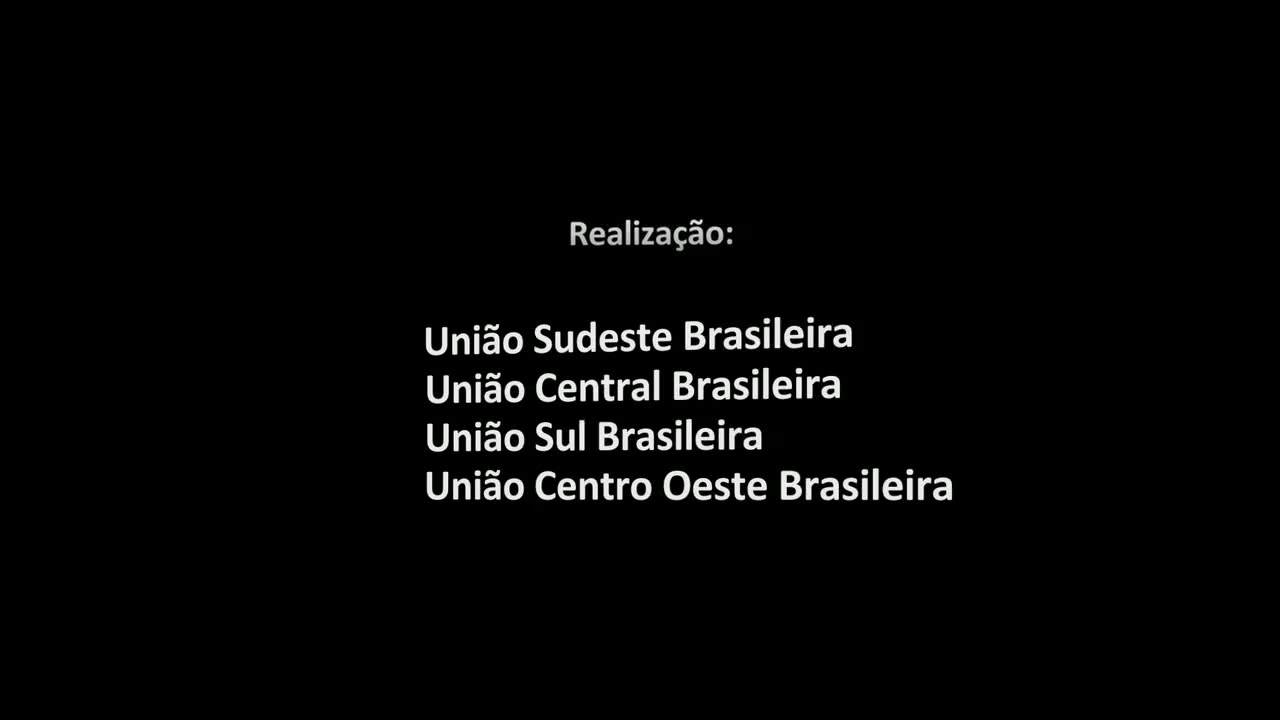 Realização:
União Sudeste Brasileira
União Central Brasileira
União Sul Brasileira
União Centro Oeste Brasileira